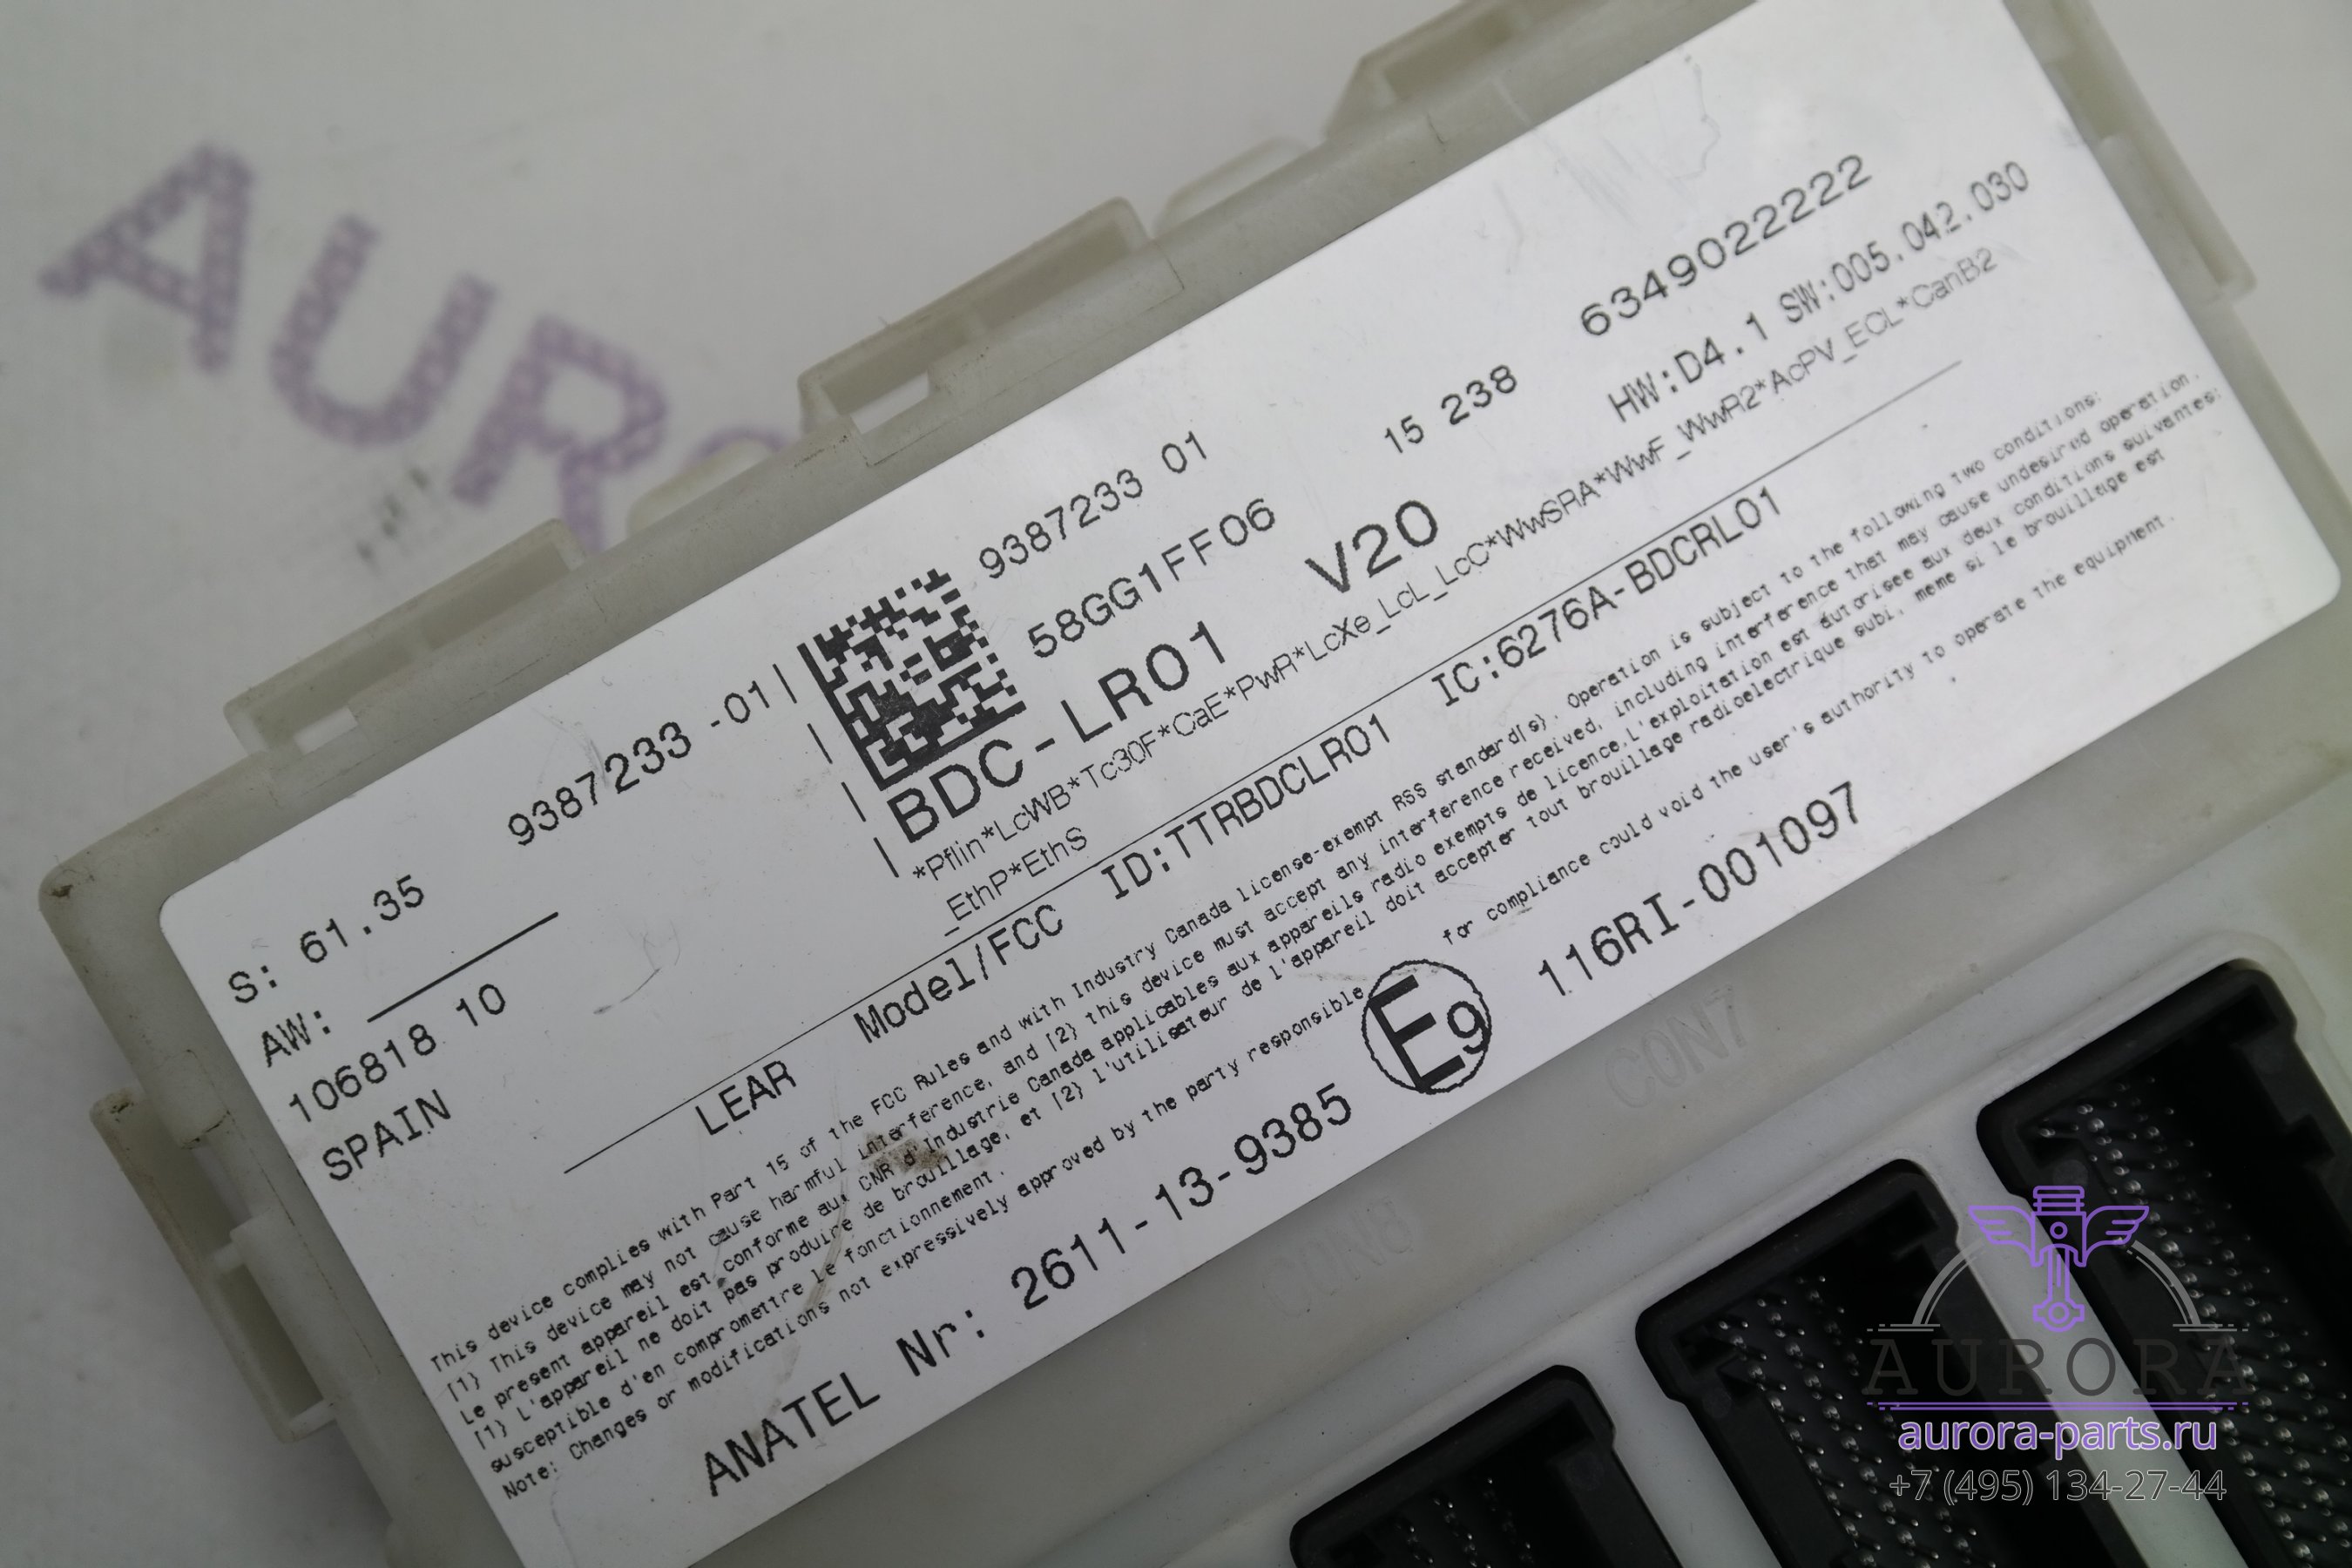 AUR
S: 61.35
9387233 -01
9387233 01
15 238
634902222
AW:
58GG1FF06
HW:D4.1 SW:005.042.030
106818 10
BDC-LR01
V20
SPAIN
*Pflin*LcWB*Tc30F*CaE*PwR*LcXe_LcL_LcC*WwSRA*WwF_WwR2*AcPV_ECL*CanB2
_EthP*EthS
LEAR Model/FCC ID:TTRBDCLR01 IC:6276A-BDCRL01
This device complies with Part 15 of the FCC Rules and with Industry Canada license-exempt RSS standard(s). Operation is subject to the following two conditions:
(1) This device may not cause harmful interference, and (2) this device must accept any interference received, including interference that may cause undesired operation.
Le present appareil est conforme aux CNR d'Industrie Canada applicables aux appareils radio exempts de licence.L'exploitation est autorisee aux deux conditions suivantes:
(1) L'appareil ne doit pas produire de brouillage, et (2) l'utilisateur de l'appareil doit accepter tout brouillage radioelectrique subi, meme si le brouillage est
susceptible d'en compromettre le fonctionnement.
Note: Changes or modifications not expressively approved by the party responsible for compliance could void the user's authority to operate the equipment.
ANATEL Nr: 2611-13-9385 E9 116RI-001097
CON7
AURORA
aurora-parts.ru
+7 (495) 134-27-44